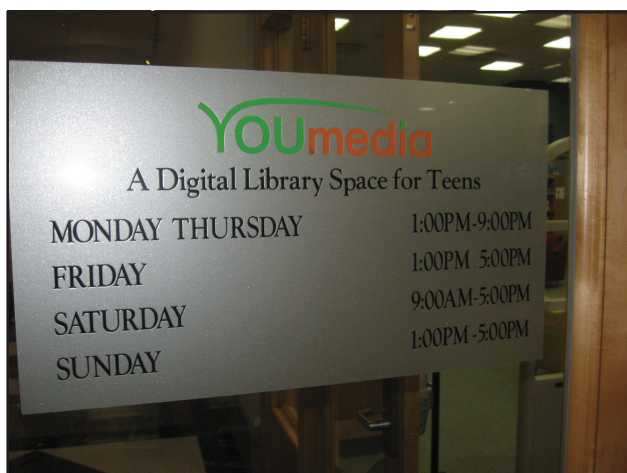 YOUmedia
A Digital Library Space for Teens
MONDAY THURSDAY 1:00PM-9:00PM
FRIDAY 1:00PM 5:00PM
SATURDAY 9:00AM-5:00PM
SUNDAY 1:00PM-5:00PM